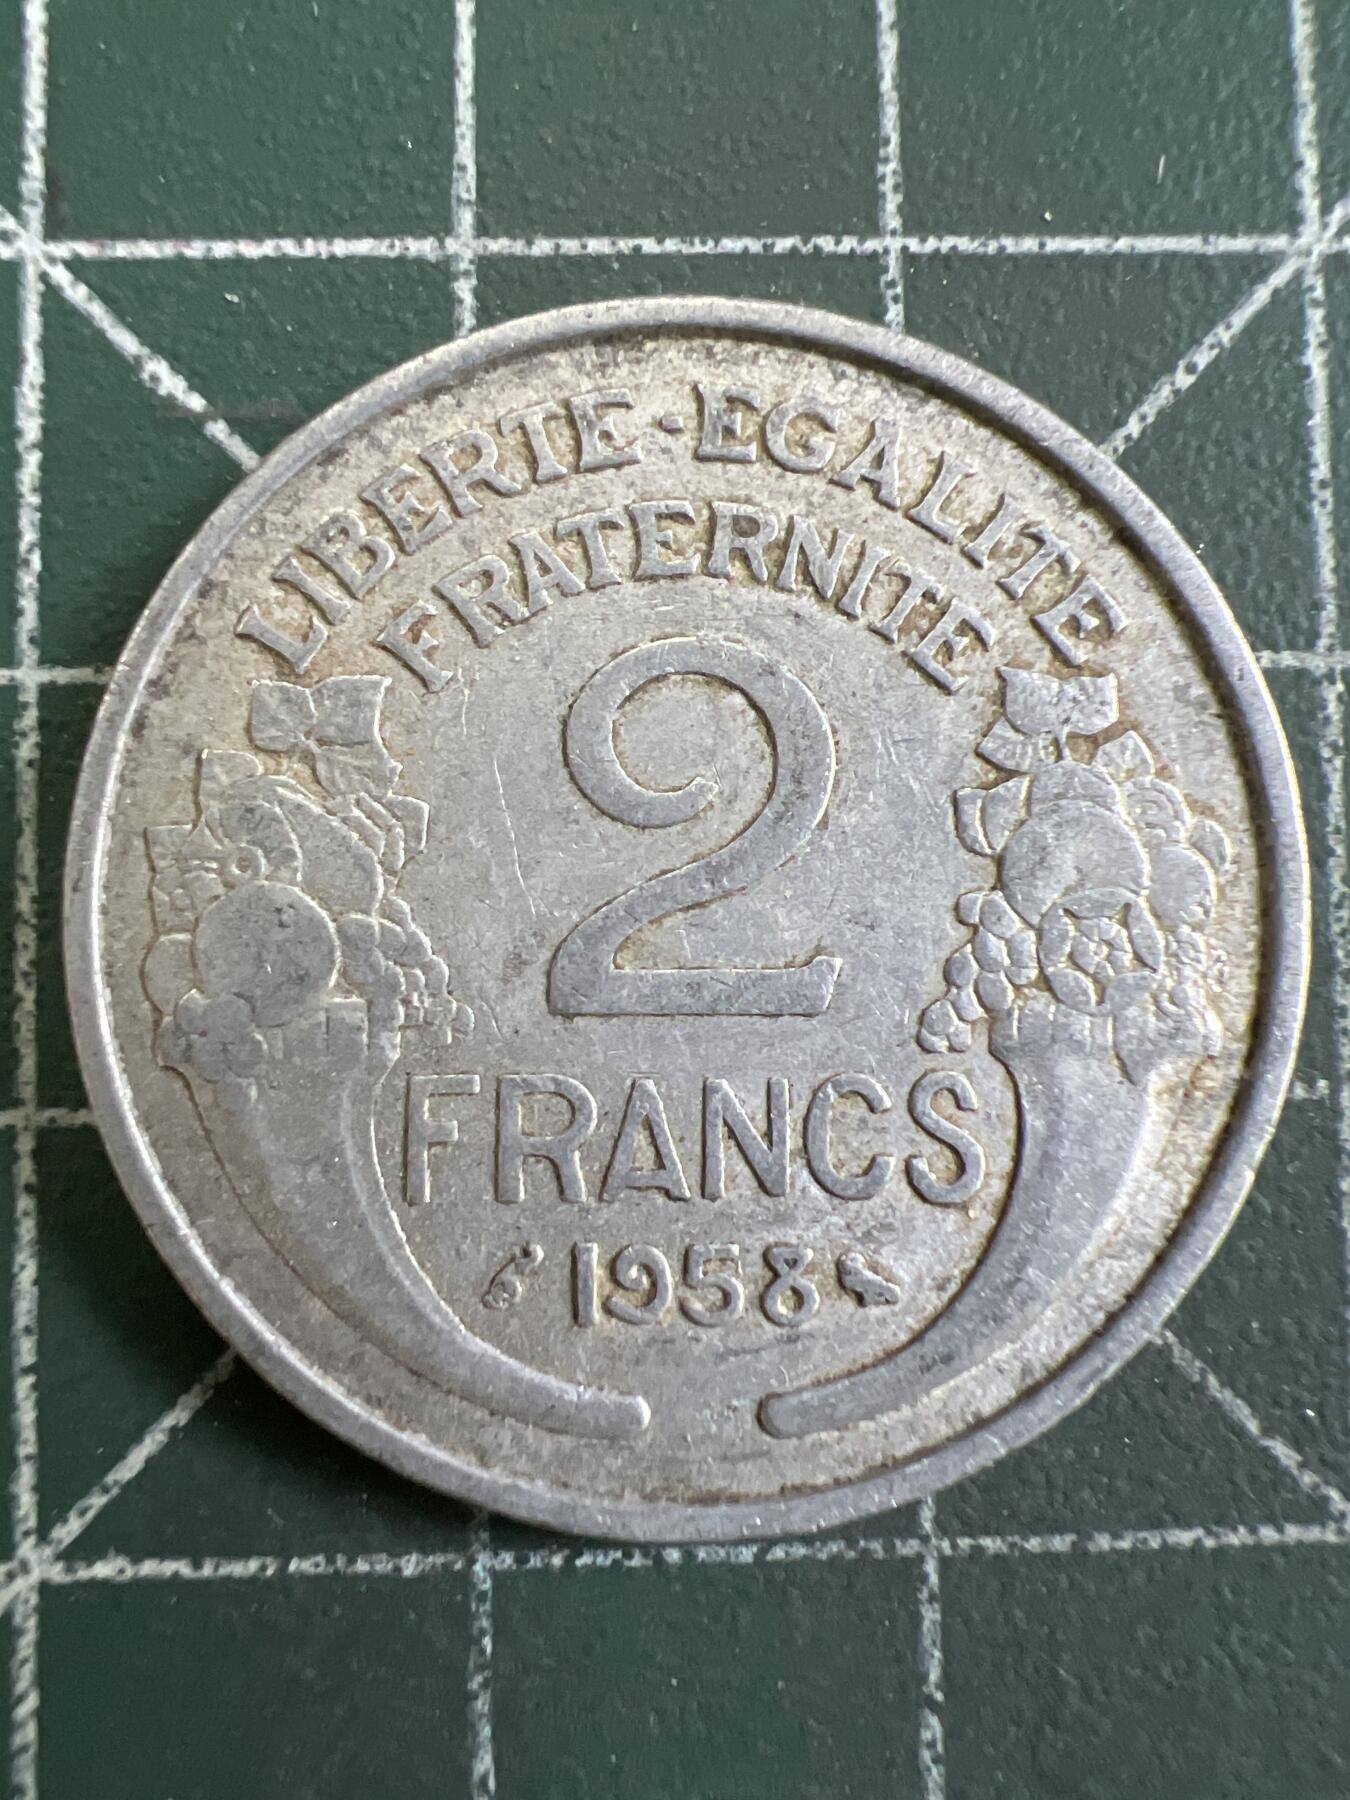 LIBERTE·EGALITE
FRATERNITE
2
FRANCS
1958